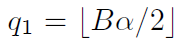 q₁ = ⌊Bα/2⌋